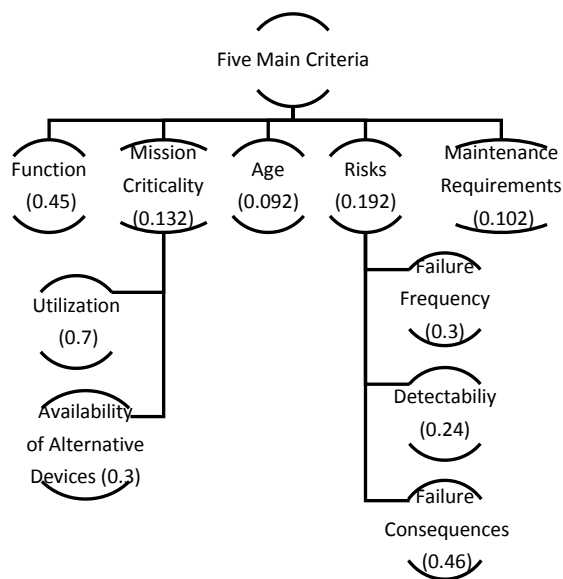 Five Main Criteria
Function
(0.45)
Mission
Criticality
(0.132)
Age
(0.092)
Risks
(0.192)
Maintenance
Requirements
(0.102)
Utilization
(0.7)
Availability
of Alternative
Devices (0.3)
Failure
Frequency
(0.3)
Detectabiliy
(0.24)
Failure
Consequences
(0.46)